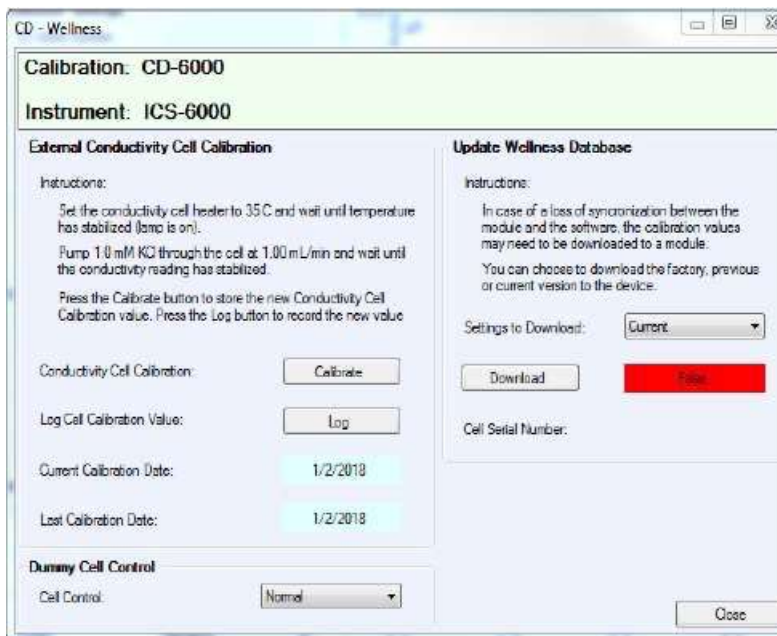 CD - Wellness
Calibration: CD-6000
Instrument: ICS-6000
External Conductivity Cell Calibration
Instructions:
Set the conductivity cell heater to 35 C and wait until temperature
has stabilized (lamp is on).
Pump 1.0 mM KCl through the cell at 1.00 mL/min and wait until
the conductivity reading has stabilized.
Press the Calibrate button to store the new Conductivity Cell
Calibration value. Press the Log button to record the new value
Conductivity Cell Calibration:
Calibrate
Log Cell Calibration Value:
Log
Current Calibration Date:
1/2/2018
Last Calibration Date:
1/2/2018
Dummy Cell Control
Cell Control:
Normal
Update Wellness Database
Instructions:
In case of a loss of syncronization between the
module and the software, the calibration values
may need to be downloaded to a module.
You can choose to download the factory, previous
or current version to the device.
Settings to Download:
Current
Download
False
Cell Serial Number:
Close